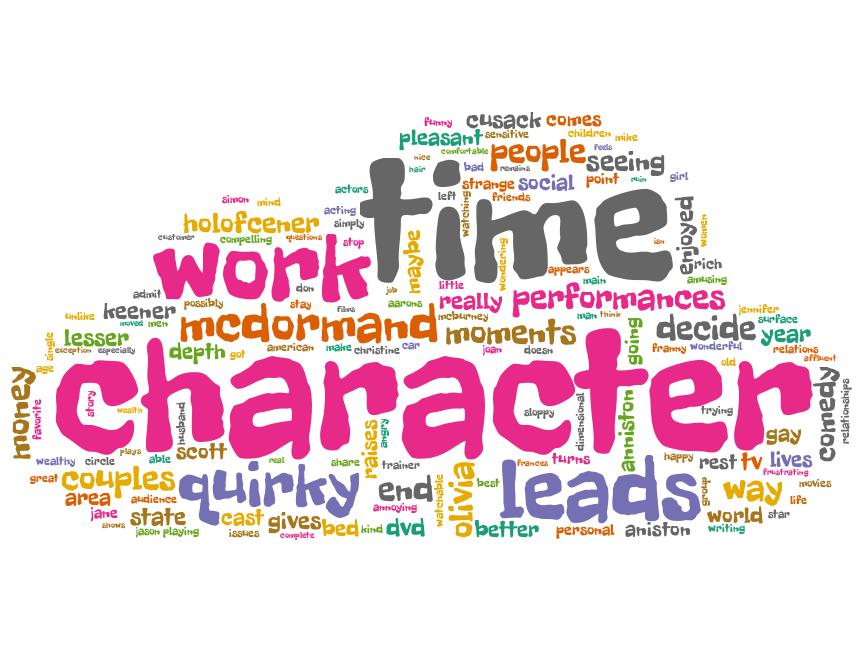 funny cusack comes
pleasant sensitive children mike
comfortable people feels
nice seeing
hair bad remains
time
strange social point ruin girl
actors left friends
watching
simon mind
acting
holofcener simply
enjoyed
women
customer compelling questions stop
maybe
wondering
isn
work
rich
appears
little main amusing
don job
admit possibly stay films aarons
really performances
keener
unlike moved men
mcdormand mcburney
moments
man think
going
decide
jennifer
surface
year
single
lesser
exception especially
depth got american make christine car
joan doesn
franny wonderful relations
affluent
money
age
favorite
character
story
wealth
husband
old
sloppy
dimensional
trying
anniston
comedy
relationships
gay
plays
scott
raises
angry
wealthy circle able real share trainer
frances turns
happy rest tv lives
frustrating
great couples
quirky
end
watchable
olivia
best
leads
group
way movies
life
area audience
annoying
jane state
cast gives bed kind dvd
better personal aniston
world star
writing
shows jason playing issues complete